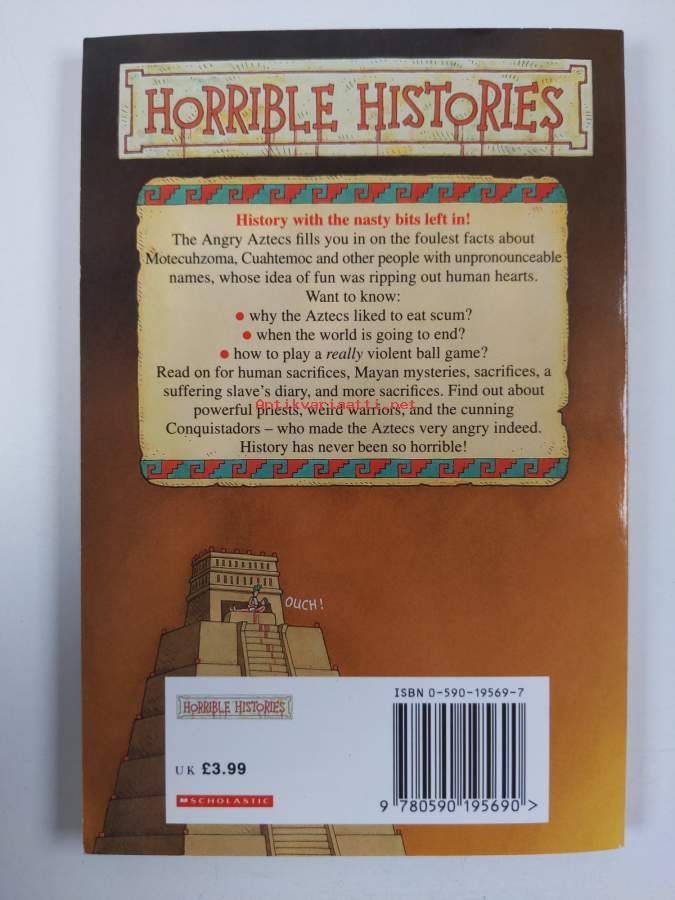 HORRIBLE HISTORIES
History with the nasty bits left in!
The Angry Aztecs fills you in on the foulest facts about
Motecuhzoma, Cuahtemoc and other people with unpronounceable
names, whose idea of fun was ripping out human hearts.
Want to know:
● why the Aztecs liked to eat scum?
● when the world is going to end?
● how to play a really violent ball game?
Read on for human sacrifices, Mayan mysteries, sacrifices, a
suffering slave's diary, and more sacrifices. Find out about
powerful priests, weird warriors, and the cunning
Antikvariaatti.net
Conquistadors – who made the Aztecs very angry indeed.
History has never been so horrible!
OUCH!
HORRIBLE HISTORIES
UK £3.99
SCHOLASTIC
ISBN 0-590-19569-7
9 780590 195690 >